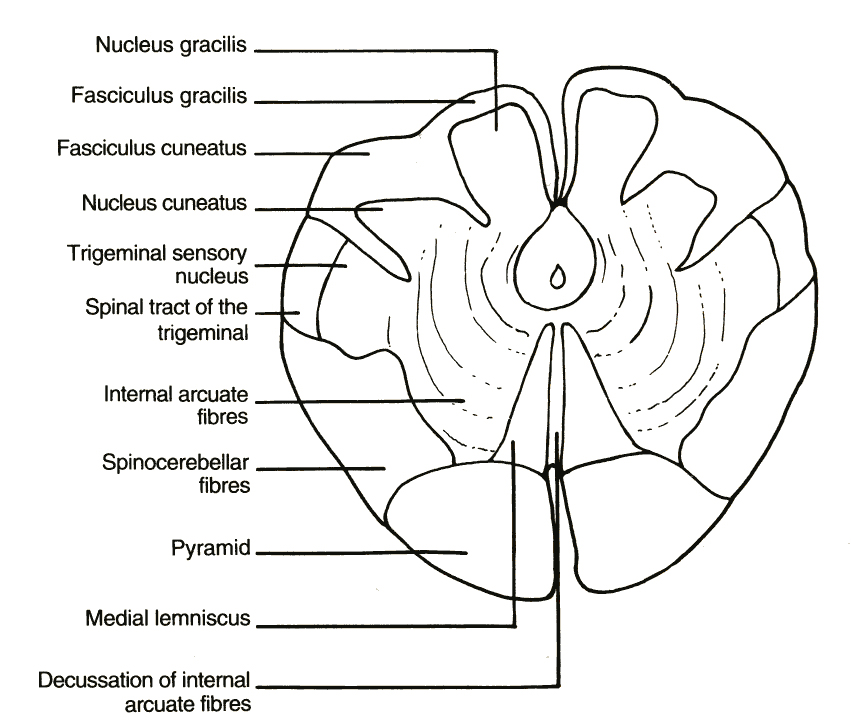 Nucleus gracilis
Fasciculus gracilis
Fasciculus cuneatus
Nucleus cuneatus
Trigeminal sensory
nucleus
Spinal tract of the
trigeminal
Internal arcuate
fibres
Spinocerebellar
fibres
Pyramid
Medial lemniscus
Decussation of internal
arcuate fibres